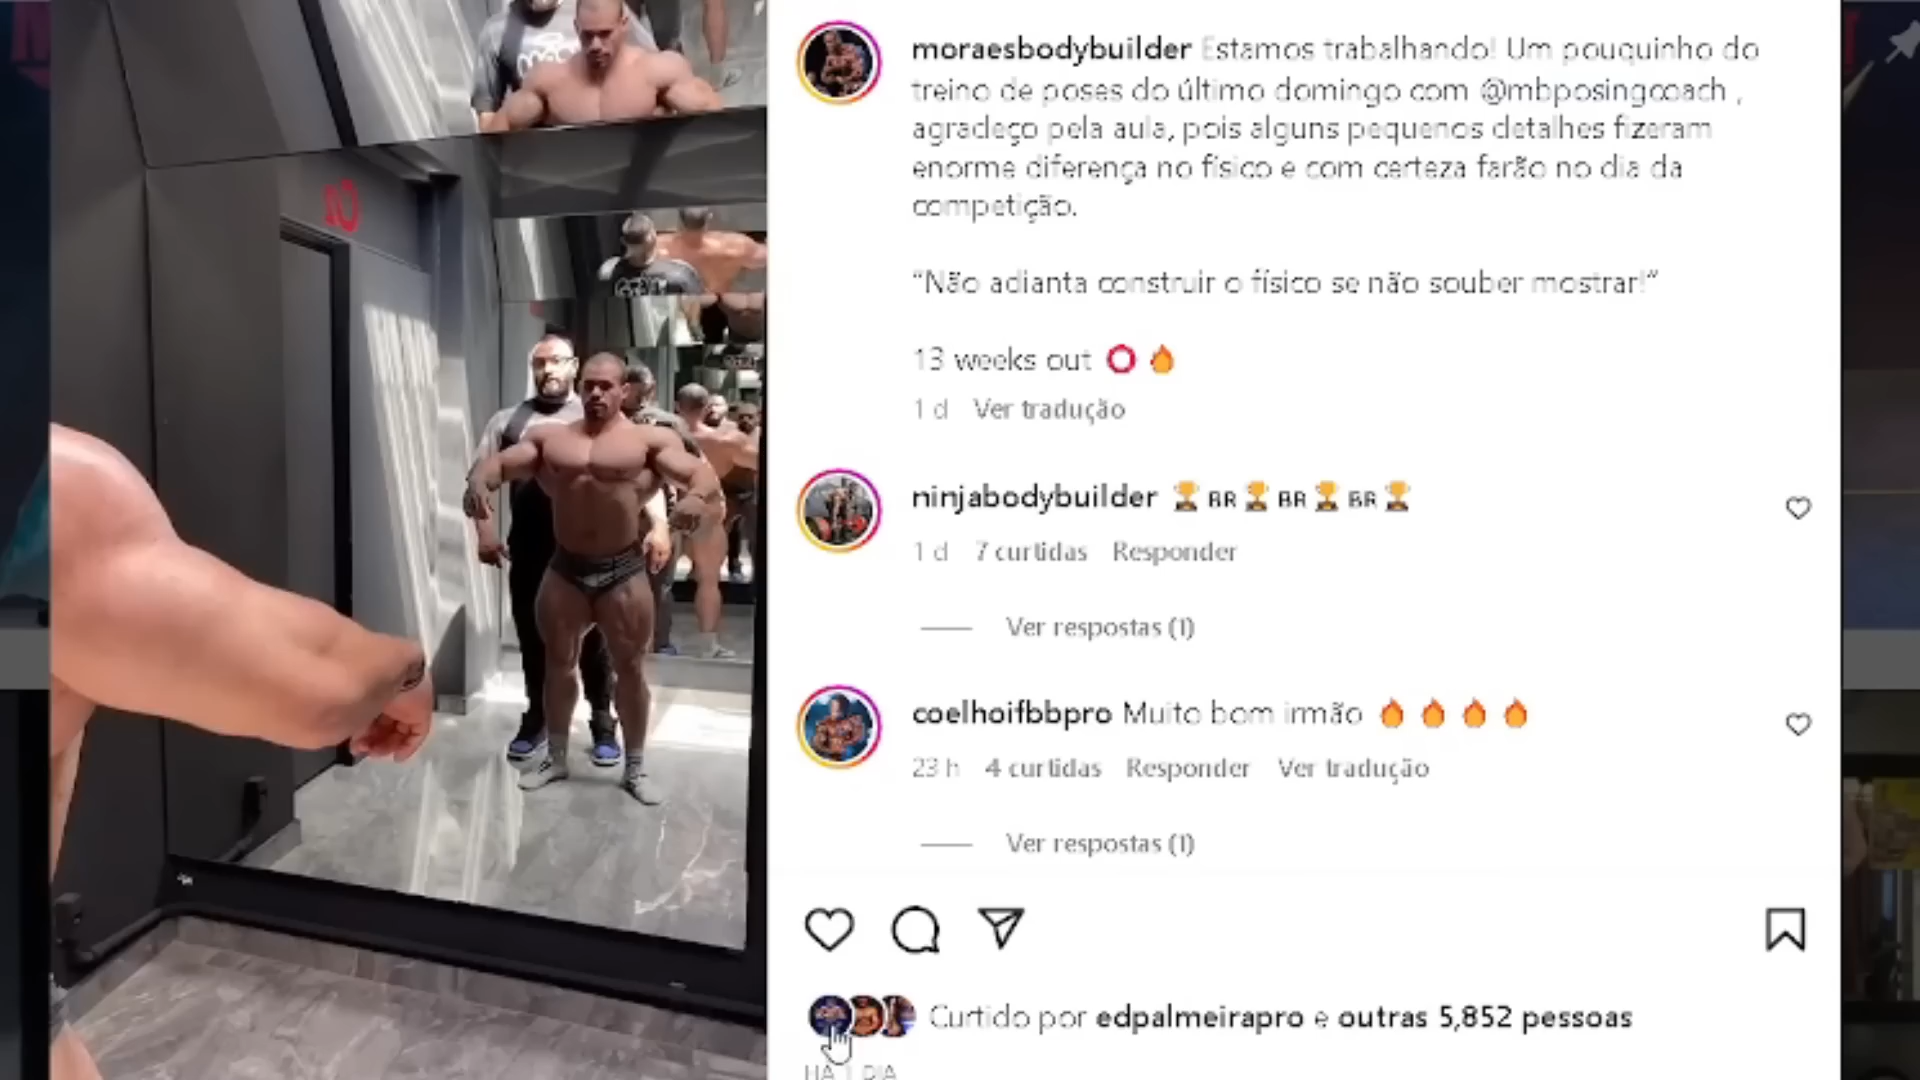 moraesbodybuilder Estamos trabalhando! Um pouquinho do
treino de poses do último domingo com @mbposingcoach ,
agradeço pela aula, pois alguns pequenos detalhes fizeram
enorme diferença no físico e com certeza farão no dia da
competição.
“Não adianta construir o físico se não souber mostrar!”
13 weeks out ⭕🔥
1 d Ver tradução
ninjabodybuilder 🏆 BR 🏆 BR 🏆 BR 🏆
1 d 7 curtidas Responder
Ver respostas (1)
coelhoifbbpro Muito bom irmão 🔥🔥🔥🔥
23 h 4 curtidas Responder Ver tradução
Ver respostas (1)
Curtido por edpalmeirapro e outras 5,852 pessoas
HÁ 1 DIA